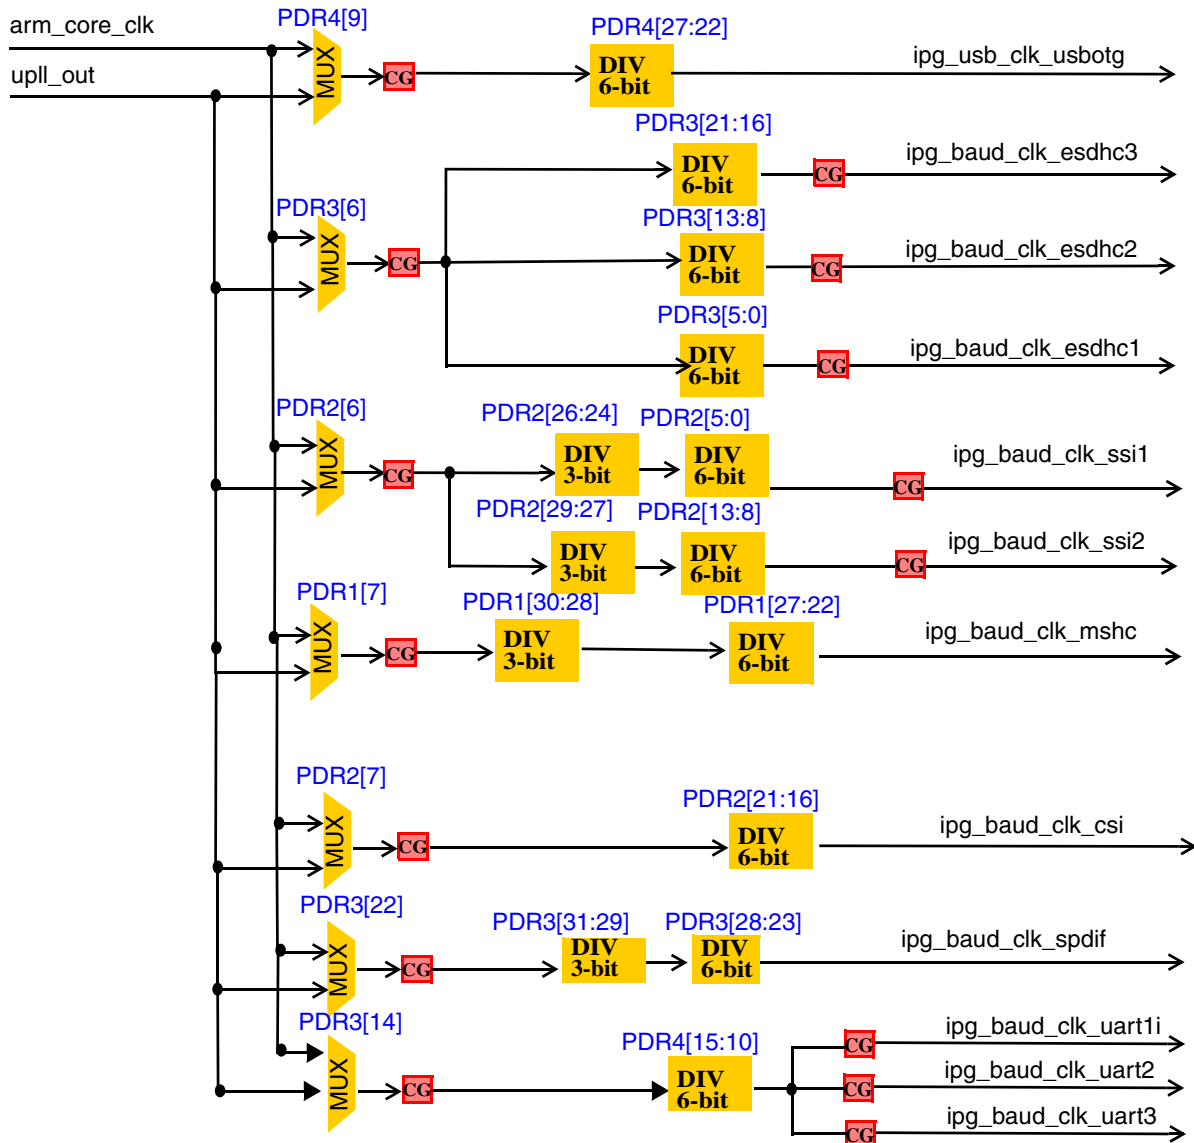 arm_core_clk
PDR4[9]
MUX
upll_out
CG
PDR4[27:22]
DIV
6-bit
ipg_usb_clk_usbotg
PDR3[21:16]
DIV
6-bit
CG
ipg_baud_clk_esdhc3
PDR3[6]
MUX
CG
PDR3[13:8]
DIV
6-bit
CG
ipg_baud_clk_esdhc2
PDR3[5:0]
DIV
6-bit
CG
ipg_baud_clk_esdhc1
PDR2[6]
MUX
CG
PDR2[26:24]
DIV
3-bit
PDR2[5:0]
DIV
6-bit
CG
ipg_baud_clk_ssi1
PDR2[29:27]
DIV
3-bit
PDR2[13:8]
DIV
6-bit
CG
ipg_baud_clk_ssi2
PDR1[7]
MUX
CG
PDR1[30:28]
DIV
3-bit
PDR1[27:22]
DIV
6-bit
ipg_baud_clk_mshc
PDR2[7]
MUX
CG
PDR2[21:16]
DIV
6-bit
ipg_baud_clk_csi
PDR3[22]
MUX
CG
PDR3[31:29]
DIV
3-bit
PDR3[28:23]
DIV
6-bit
ipg_baud_clk_spdif
PDR3[14]
MUX
CG
PDR4[15:10]
DIV
6-bit
CG
ipg_baud_clk_uart1i
CG
ipg_baud_clk_uart2
CG
ipg_baud_clk_uart3